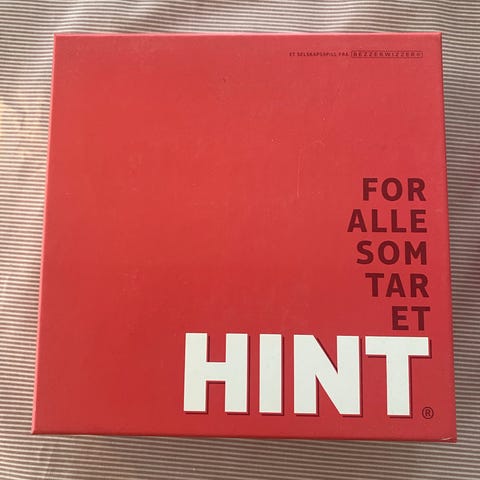 ET SELSKAPSSPILL FRA BEZZERWIZZER®
FOR
ALLE
SOM
TAR
ET
HINT®